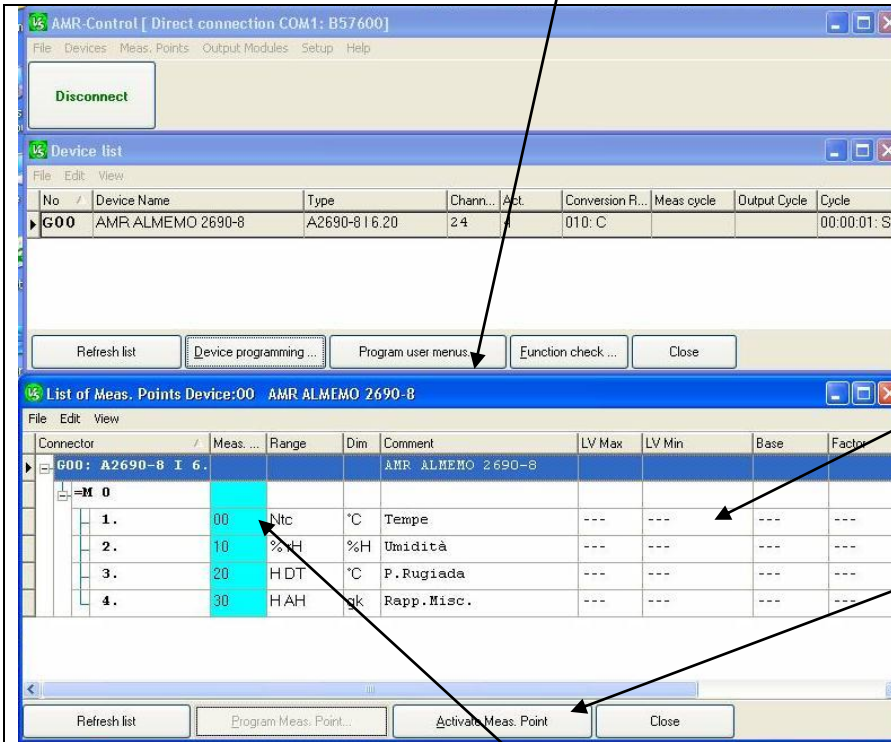 AMR-Control [ Direct connection COM1: B57600]
File Devices Meas. Points Output Modules Setup Help
Disconnect
Device list
File Edit View
No Device Name Type Chann... Act. Conversion R... Meas cycle Output Cycle Cycle
G00 AMR ALMEMO 2690-8 A2690-8 I 6.20 24 010: C 00:00:01: S
Refresh list Device programming ... Program user menus... Function check ... Close
List of Meas. Points Device:00 AMR ALMEMO 2690-8
File Edit View
Connector Meas. ... Range Dim Comment LV Max LV Min Base Factor
G00: A2690-8 I 6. AMR ALMEMO 2690-8
=M 0
1. 00 Ntc °C Tempe --- --- --- ---
2. 10 % rH %H Umidità --- --- --- ---
3. 20 H DT °C P.Rugiada --- --- --- ---
4. 30 H AH gk Rapp.Misc. --- --- --- ---
Refresh list Program Meas. Point... Activate Meas. Point Close